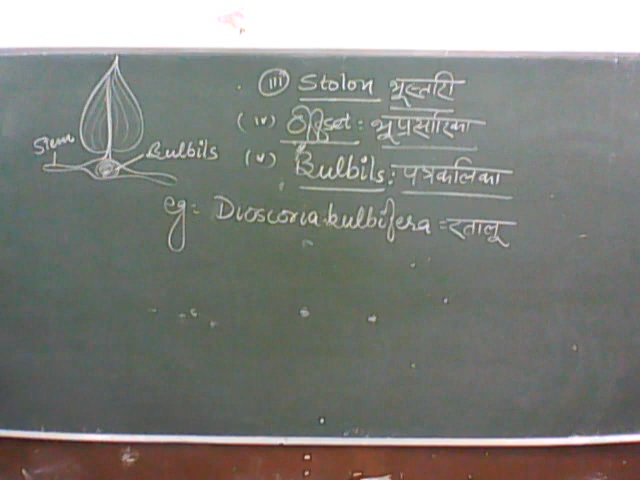 (iii) Stolon भूस्तारी
(iv) Offset : भूप्रसारिका
Stem
Bulbils
(v) Bulbils : पत्रकलिका
eg: Dioscoria bulbifera = रतालू